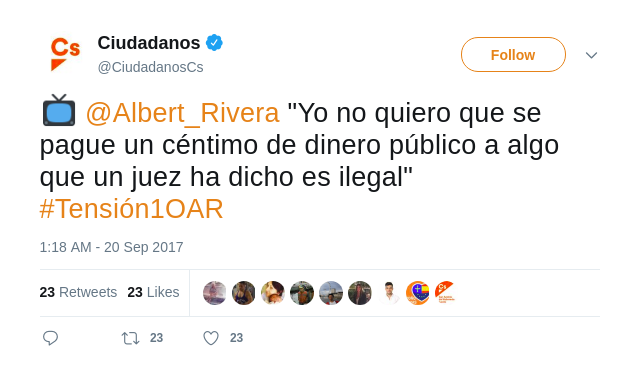 Cs
Ciudadanos
@CiudadanosCs
Follow
@Albert_Rivera "Yo no quiero que se
pague un céntimo de dinero público a algo
que un juez ha dicho es ilegal"
#Tensión1OAR
1:18 AM - 20 Sep 2017
23 Retweets 23 Likes
Cs
23 23